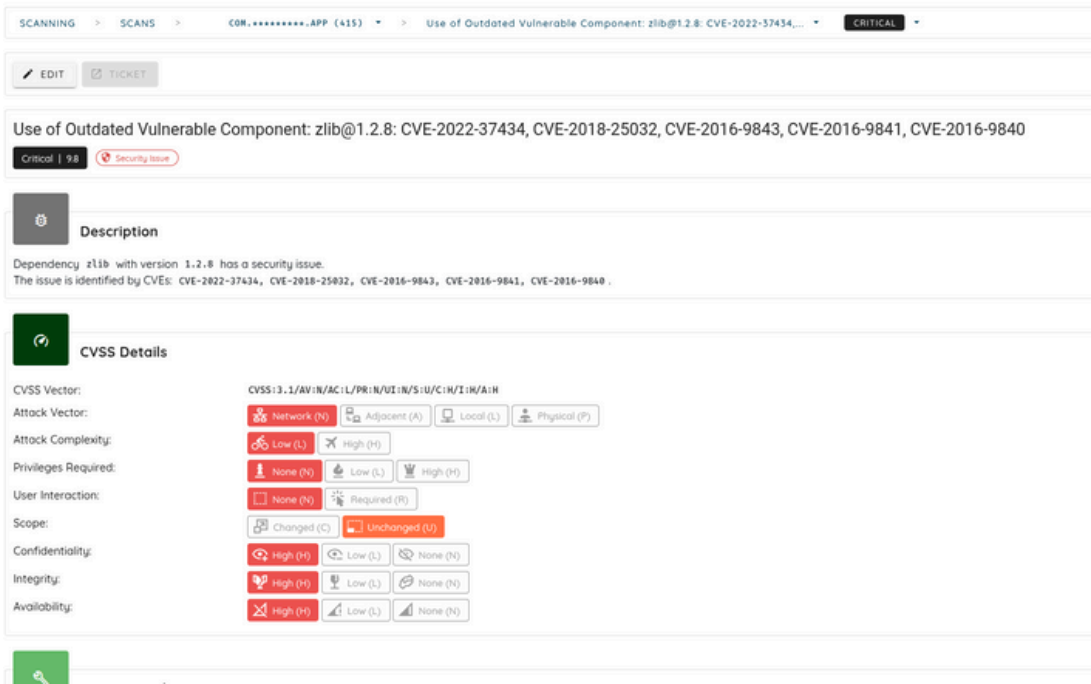 SCANNING > SCANS > COM.•••••••••.APP (415) > Use of Outdated Vulnerable Component: zlib@1.2.8: CVE-2022-37434,... CRITICAL
EDIT TICKET
Use of Outdated Vulnerable Component: zlib@1.2.8: CVE-2022-37434, CVE-2018-25032, CVE-2016-9843, CVE-2016-9841, CVE-2016-9840
Critical | 9.8 Security Issue
Description
Dependency zlib with version 1.2.8 has a security issue.
The issue is identified by CVEs: CVE-2022-37434, CVE-2018-25032, CVE-2016-9843, CVE-2016-9841, CVE-2016-9840 .
CVSS Details
CVSS Vector: CVSS:3.1/AV:N/AC:L/PR:N/UI:N/S:U/C:H/I:H/A:H
Attack Vector: Network (N) Adjacent (A) Local (L) Physical (P)
Attack Complexity: Low (L) High (H)
Privileges Required: None (N) Low (L) High (H)
User Interaction: None (N) Required (R)
Scope: Changed (C) Unchanged (U)
Confidentiality: High (H) Low (L) None (N)
Integrity: High (H) Low (L) None (N)
Availability: High (H) Low (L) None (N)